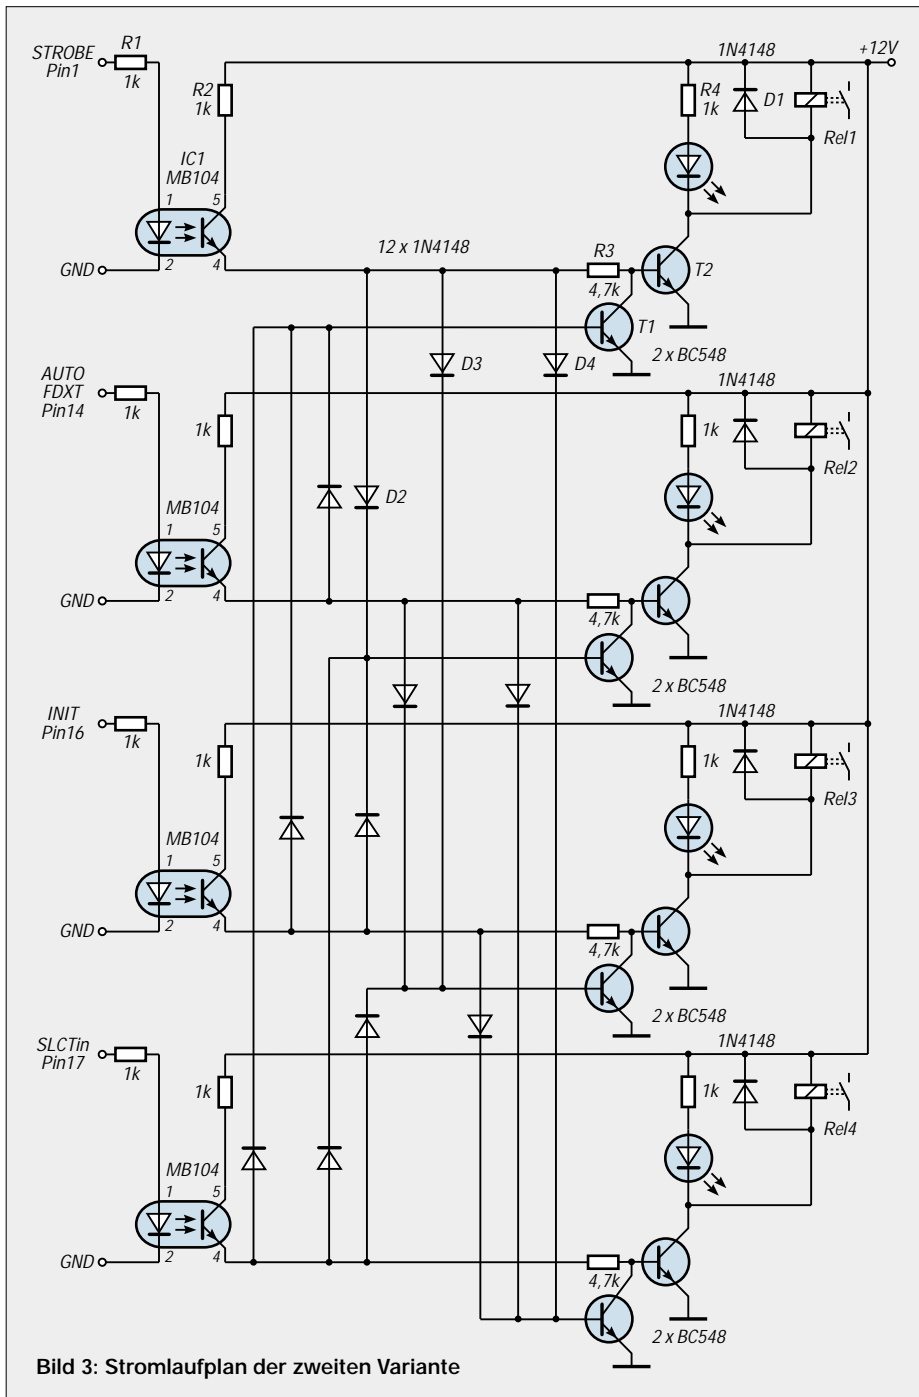 STROBE
Pin1
R1
1k
R2
1k
IC1
MB104
1
5
2
4
GND
12 x 1N4148
R3
4,7k
R4
1k
1N4148
D1
+12V
Rel1
T2
T1
2 x BC548
D3
D4
AUTO
FDXT
Pin14
1k
1k
MB104
1
5
2
4
GND
D2
4,7k
1k
1N4148
Rel2
2 x BC548
INIT
Pin16
1k
1k
MB104
1
5
2
4
GND
4,7k
1k
1N4148
Rel3
2 x BC548
SLCTin
Pin17
1k
1k
MB104
1
5
2
4
GND
4,7k
1k
1N4148
Rel4
2 x BC548
Bild 3: Stromlaufplan der zweiten Variante